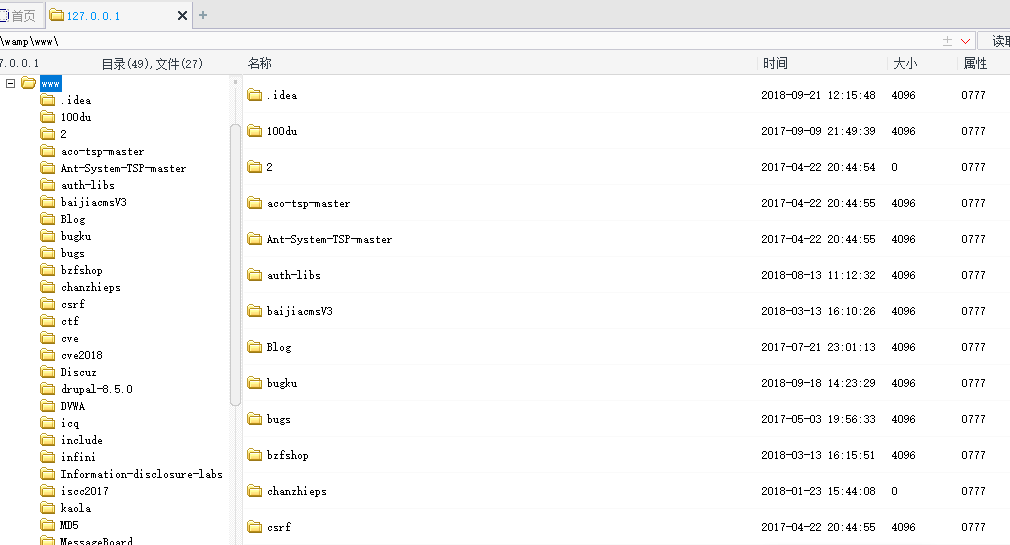 首页 127.0.0.1 +
\wamp\www\ 读取
7.0.0.1 目录(49),文件(27) 名称 时间 大小 属性
www
.idea
100du
2
aco-tsp-master
Ant-System-TSP-master
auth-libs
baijiacmsV3
Blog
bugku
bugs
bzfshop
chanzhieps
csrf
ctf
cve
cve2018
Discuz
drupal-8.5.0
DVWA
icq
include
infini
Information-disclosure-labs
iscc2017
kaola
MD5
MessageBoard
.idea 2018-09-21 12:15:48 4096 0777
100du 2017-09-09 21:49:39 4096 0777
2 2017-04-22 20:44:54 0 0777
aco-tsp-master 2017-04-22 20:44:55 4096 0777
Ant-System-TSP-master 2017-04-22 20:44:55 4096 0777
auth-libs 2018-08-13 11:12:32 4096 0777
baijiacmsV3 2018-03-13 16:10:26 4096 0777
Blog 2017-07-21 23:01:13 4096 0777
bugku 2018-09-18 14:23:29 4096 0777
bugs 2017-05-03 19:56:33 4096 0777
bzfshop 2018-03-13 16:15:51 4096 0777
chanzhieps 2018-01-23 15:44:08 0 0777
csrf 2017-04-22 20:44:55 4096 0777